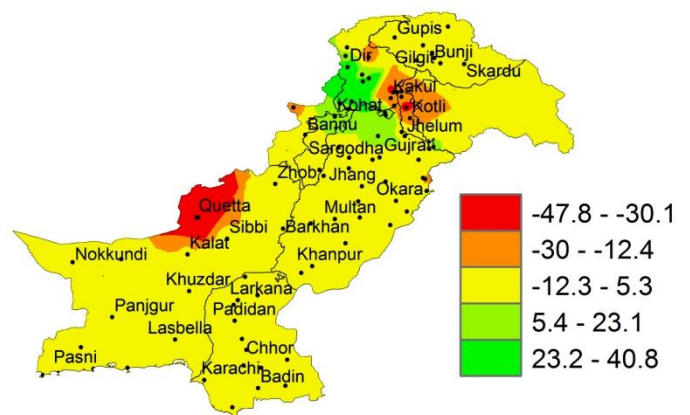 Gupis
Dir
Gilgit
Bunji
Skardu
Kakul
Kohat
Kotli
Bannu
Jhelum
Sargodha
Gujrat
Zhob
Jhang
Okara
Quetta
Multan
Sibbi
Barkhan
Kalat
Nokkundi
Khanpur
Khuzdar
Larkana
Panjgur
Padidan
Lasbella
Pasni
Chhor
Karachi
Badin
-47.8 - -30.1
-30 - -12.4
-12.3 - 5.3
5.4 - 23.1
23.2 - 40.8